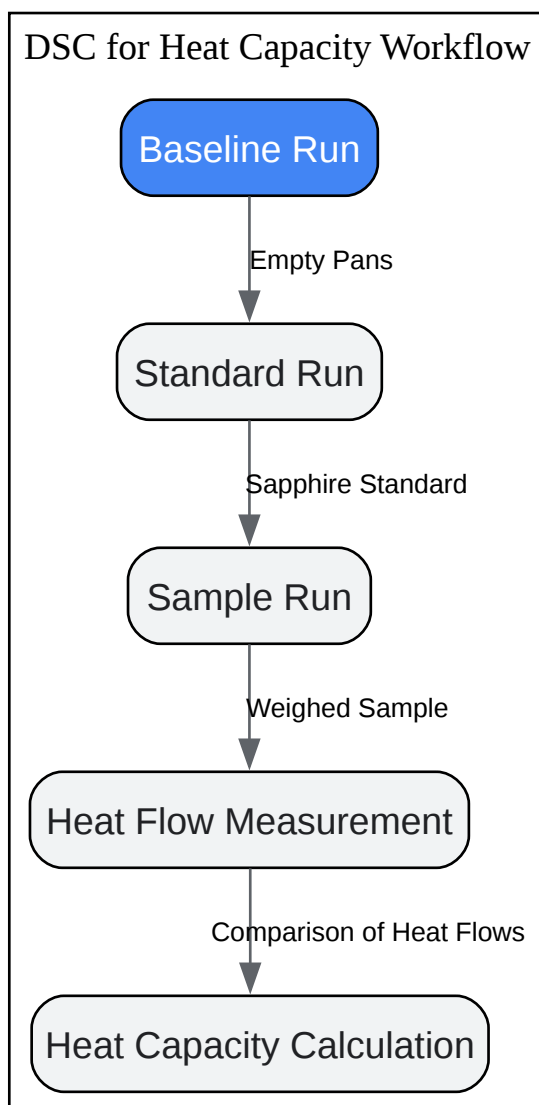 DSC for Heat Capacity Workflow
Baseline Run
Empty Pans
Standard Run
Sapphire Standard
Sample Run
Weighed Sample
Heat Flow Measurement
Comparison of Heat Flows
Heat Capacity Calculation